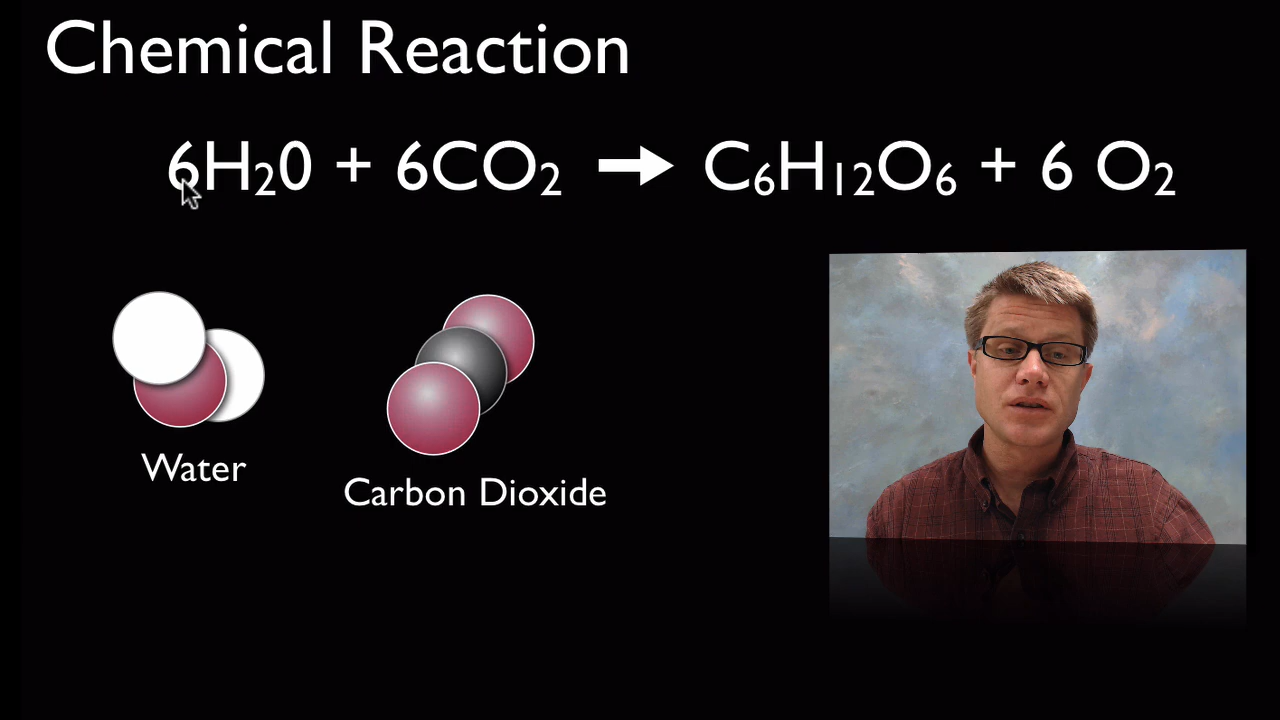 Chemical Reaction
6H₂0 + 6CO₂ ➡ C₆H₁₂O₆ + 6 O₂
Water
Carbon Dioxide